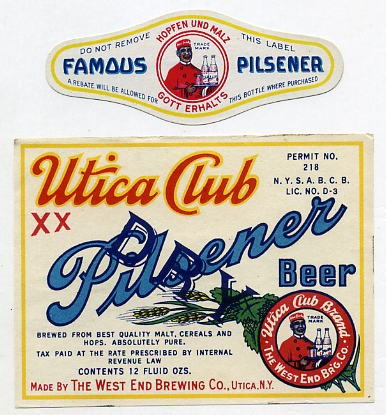 HOPFEN UND MALZ
DO NOT REMOVE
THIS LABEL
TRADE MARK
FAMOUS
PILSENER
A REBATE WILL BE ALLOWED FOR
THIS BOTTLE WHERE PURCHASED
GOTT ERHALTS
Utica Club
PERMIT NO.
218
N. Y. S. A. B. C. B.
LIC. NO. D-3
XX
Pilsener
DRY
Beer
Utica Club Brand
TRADE MARK
THE WEST END BRG. CO.
BREWED FROM BEST QUALITY MALT, CEREALS AND
HOPS. ABSOLUTELY PURE.
TAX PAID AT THE RATE PRESCRIBED BY INTERNAL
REVENUE LAW
CONTENTS 12 FLUID OZS.
MADE BY THE WEST END BREWING CO., UTICA, N.Y.